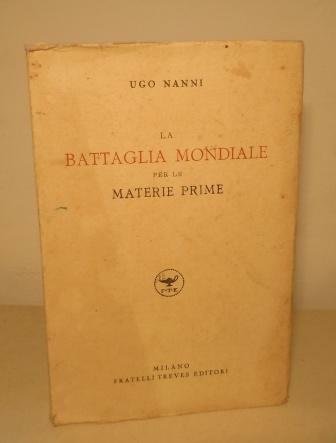 UGO NANNI
LA
BATTAGLIA MONDIALE
PER LE
MATERIE PRIME
F·T·E
MILANO
FRATELLI TREVES EDITORI